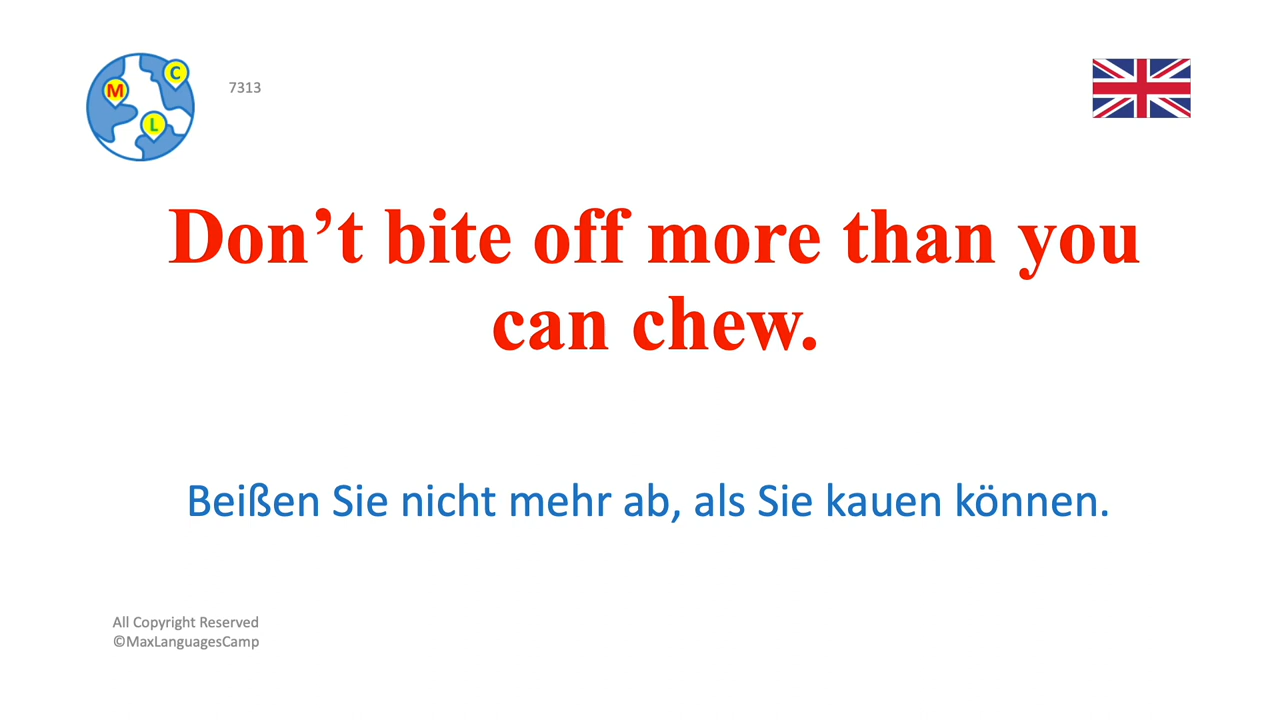 C
M
L
7313
Don’t bite off more than you
can chew.
Beißen Sie nicht mehr ab, als Sie kauen können.
All Copyright Reserved
©MaxLanguagesCamp